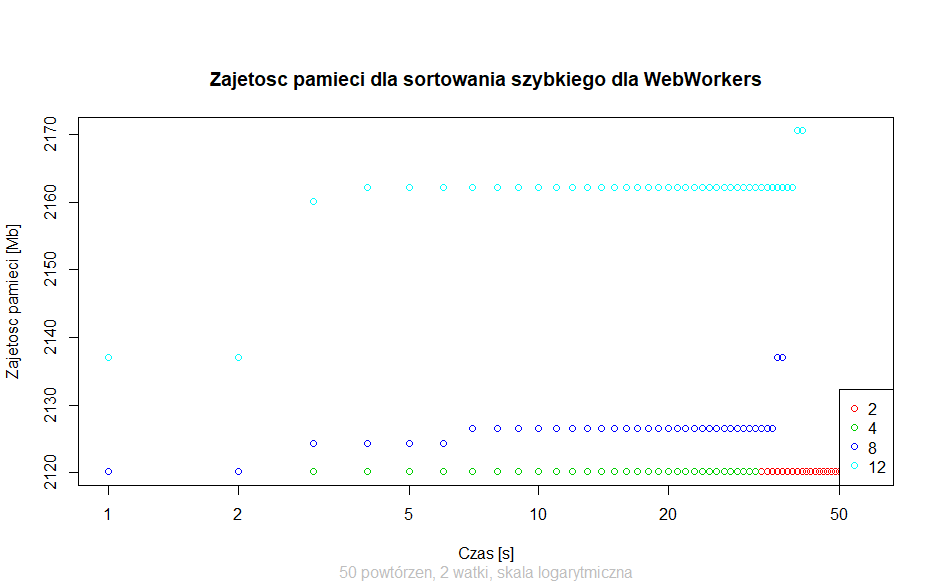 Zajetosc pamieci dla sortowania szybkiego dla WebWorkers
Zajetosc pamieci [Mb]
2170
2160
2150
2140
2130
2120
2
4
8
12
1 2 5 10 20 50
Czas [s]
50 powtórzen, 2 watki, skala logarytmiczna